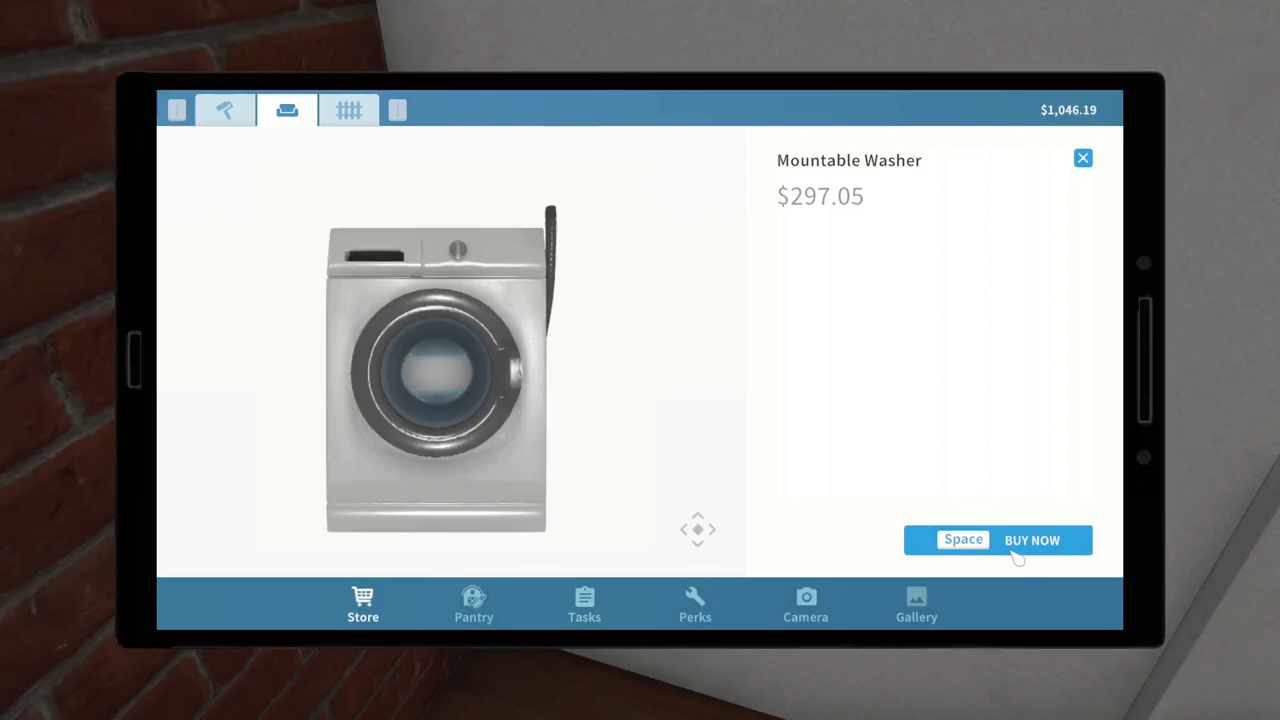 $1,046.19
Mountable Washer
$297.05
Space BUY NOW
Store Pantry Tasks Perks Camera Gallery